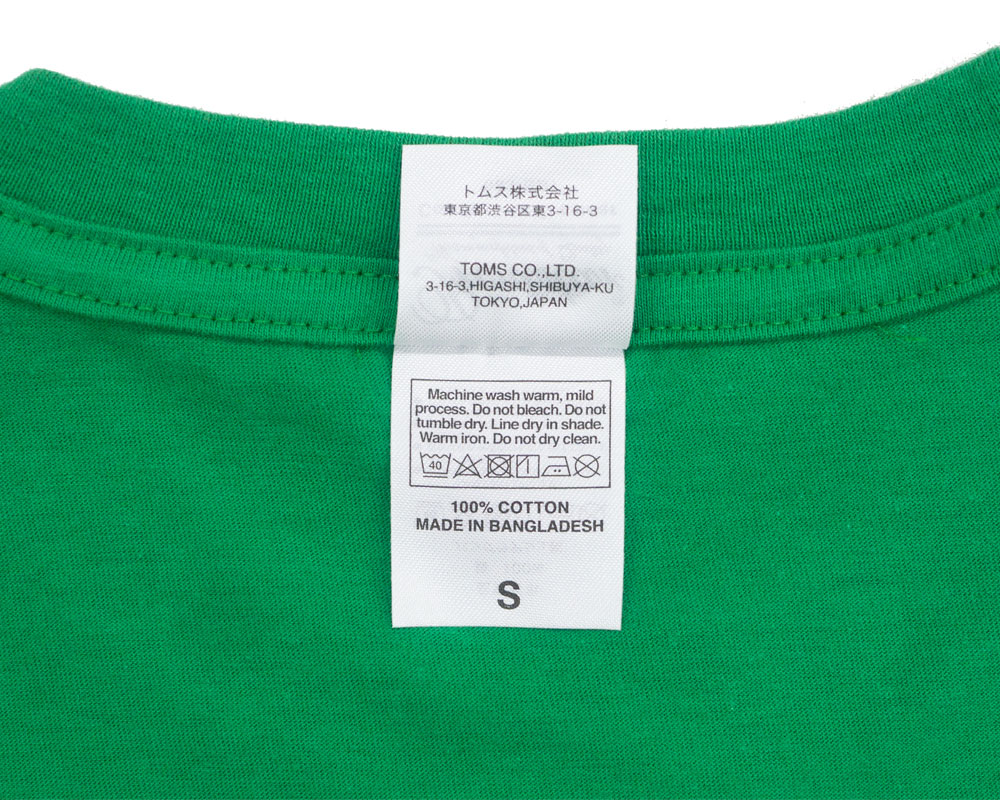 トムス株式会社
東京都渋谷区東3-16-3
TOMS CO.,LTD.
3-16-3,HIGASHI,SHIBUYA-KU
TOKYO,JAPAN
Machine wash warm, mild
process. Do not bleach. Do not
tumble dry. Line dry in shade.
Warm iron. Do not dry clean.
40
100% COTTON
MADE IN BANGLADESH
S